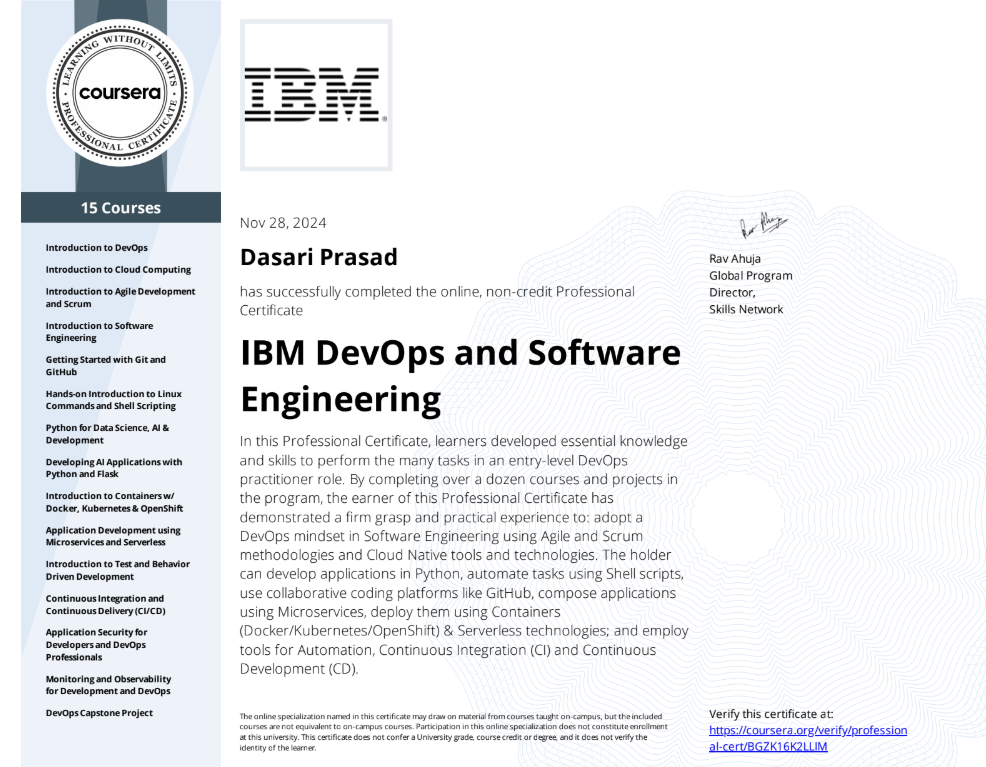 LEARNING WITHOUT LIMITS
coursera
PROFESSIONAL CERTIFICATE
15 Courses
Introduction to DevOps
Introduction to Cloud Computing
Introduction to Agile Development
and Scrum
Introduction to Software
Engineering
Getting Started with Git and
GitHub
Hands-on Introduction to Linux
Commands and Shell Scripting
Python for Data Science, AI &
Development
Developing AI Applications with
Python and Flask
Introduction to Containers w/
Docker, Kubernetes & OpenShift
Application Development using
Microservices and Serverless
Introduction to Test and Behavior
Driven Development
Continuous Integration and
Continuous Delivery (CI/CD)
Application Security for
Developers and DevOps
Professionals
Monitoring and Observability
for Development and DevOps
DevOps Capstone Project
IBM®
Nov 28, 2024
Dasari Prasad
has successfully completed the online, non-credit Professional
Certificate
IBM DevOps and Software
Engineering
In this Professional Certificate, learners developed essential knowledge
and skills to perform the many tasks in an entry-level DevOps
practitioner role. By completing over a dozen courses and projects in
the program, the earner of this Professional Certificate has
demonstrated a firm grasp and practical experience to: adopt a
DevOps mindset in Software Engineering using Agile and Scrum
methodologies and Cloud Native tools and technologies. The holder
can develop applications in Python, automate tasks using Shell scripts,
use collaborative coding platforms like GitHub, compose applications
using Microservices, deploy them using Containers
(Docker/Kubernetes/OpenShift) & Serverless technologies; and employ
tools for Automation, Continuous Integration (CI) and Continuous
Development (CD).
The online specialization named in this certificate may draw on material from courses taught on-campus, but the included
courses are not equivalent to on-campus courses. Participation in this online specialization does not constitute enrollment
at this university. This certificate does not confer a University grade, course credit or degree, and it does not verify the
identity of the learner.
Rav Ahuja
Rav Ahuja
Global Program
Director,
Skills Network
Verify this certificate at:
https://coursera.org/verify/profession
al-cert/BGZK16K2LLIM